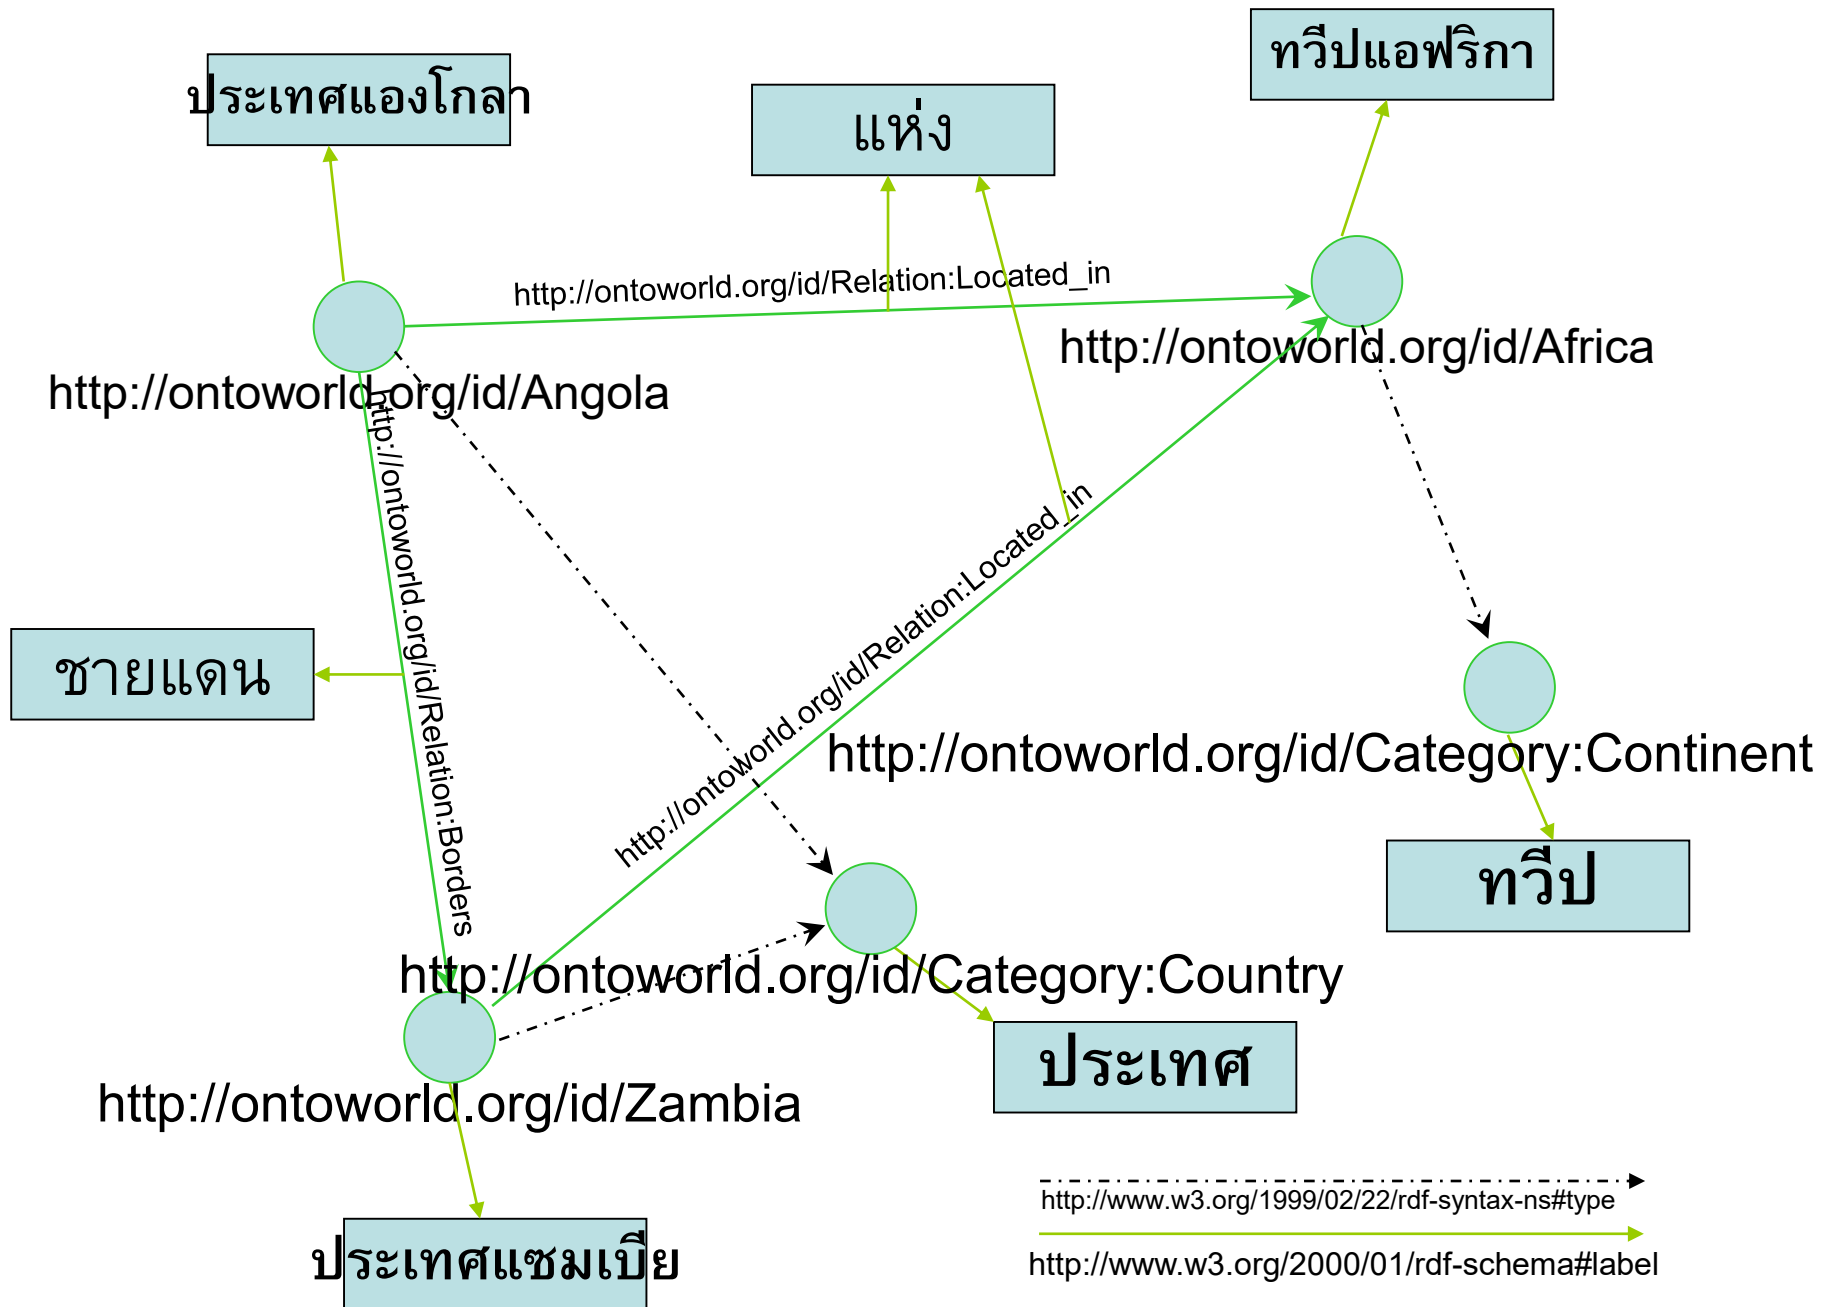 ทวีปแอฟริกา
ประเทศแองโกลา
แห่ง
http://ontoworld.org/id/Relation:Located_in
http://ontoworld.org/id/Africa
http://ontoworld.org/id/Angola
http://ontoworld.org/id/Relation:Borders
http://ontoworld.org/id/Relation:Located_in
ชายแดน
http://ontoworld.org/id/Category:Continent
ทวีป
http://ontoworld.org/id/Category:Country
ประเทศ
http://ontoworld.org/id/Zambia
ประเทศแซมเบีย
http://www.w3.org/1999/02/22/rdf-syntax-ns#type
http://www.w3.org/2000/01/rdf-schema#label